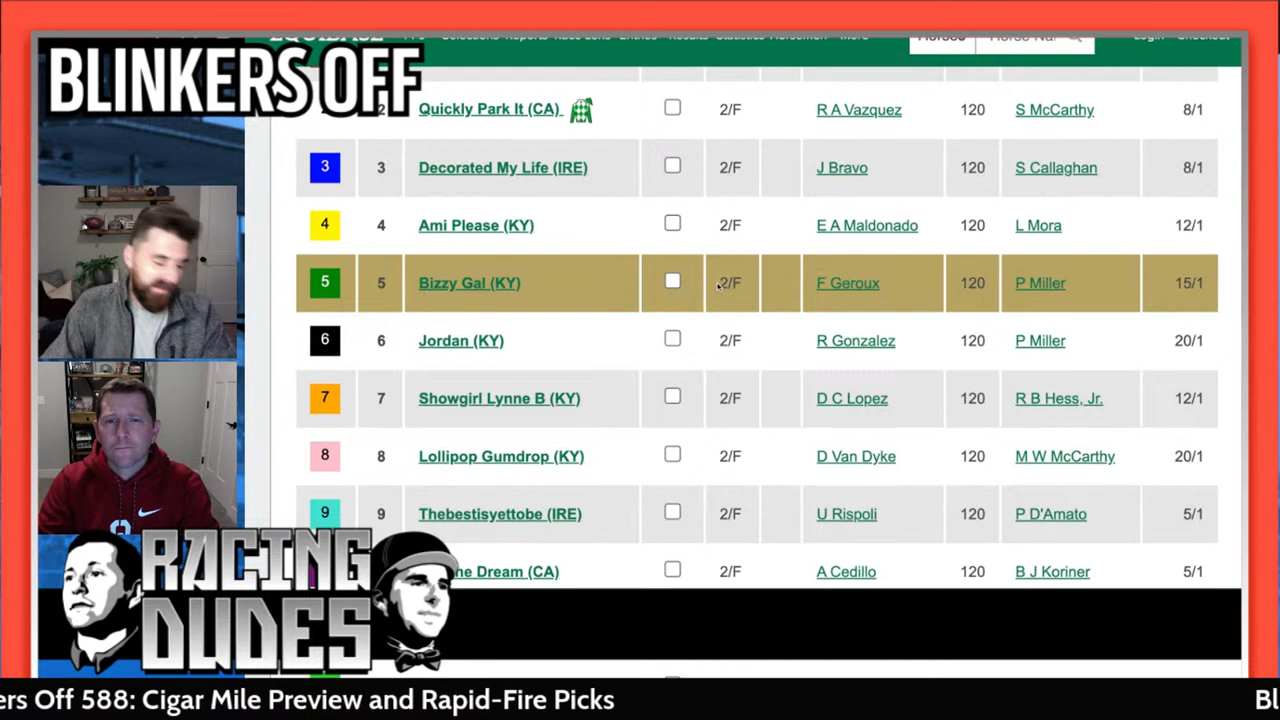 BLINKERS OFF
EQUIBASE
Quickly Park It (CA) 2/F R A Vazquez 120 S McCarthy 8/1
3 3 Decorated My Life (IRE) 2/F J Bravo 120 S Callaghan 8/1
4 4 Ami Please (KY) 2/F E A Maldonado 120 L Mora 12/1
5 5 Bizzy Gal (KY) 2/F F Geroux 120 P Miller 15/1
6 6 Jordan (KY) 2/F R Gonzalez 120 P Miller 20/1
7 7 Showgirl Lynne B (KY) 2/F D C Lopez 120 R B Hess, Jr. 12/1
8 8 Lollipop Gumdrop (KY) 2/F D Van Dyke 120 M W McCarthy 20/1
9 9 Thebestisyettobe (IRE) 2/F U Rispoli 120 P D'Amato 5/1
ne Dream (CA) 2/F A Cedillo 120 B J Koriner 5/1
RACING
DUDES
ers Off 588: Cigar Mile Preview and Rapid-Fire Picks Bl